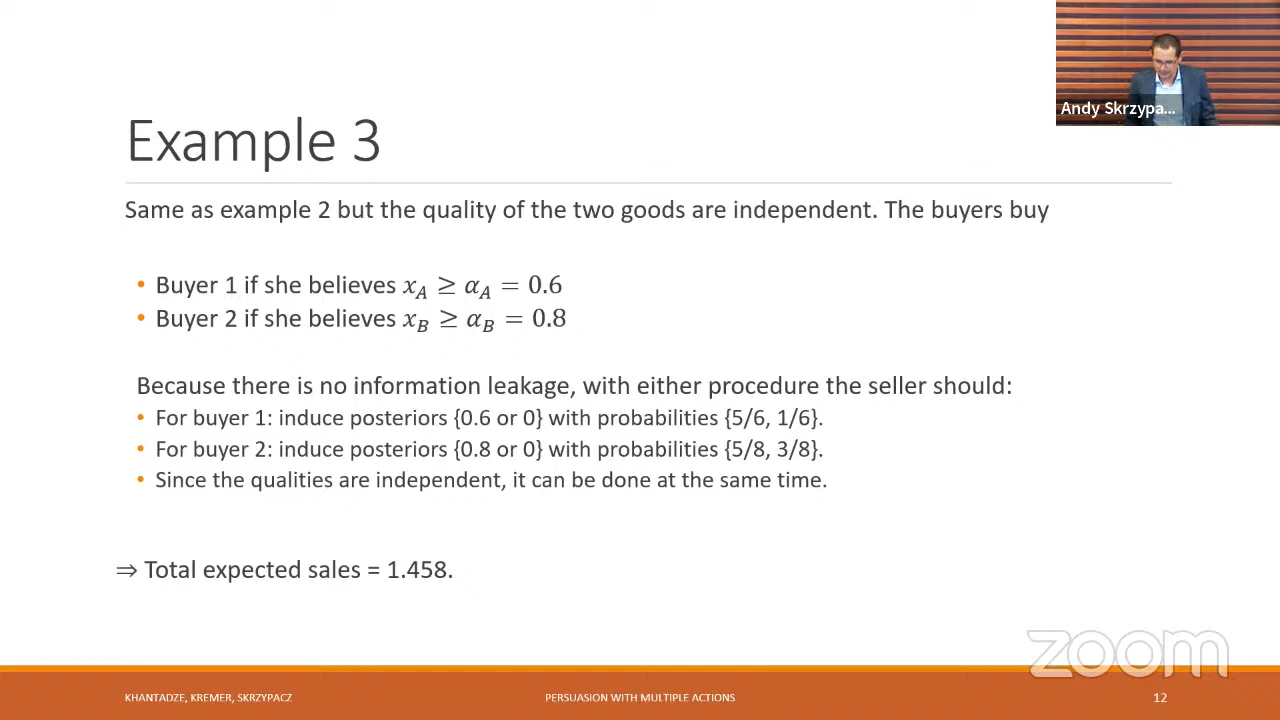 Andy Skrzypa...
Example 3
Same as example 2 but the quality of the two goods are independent. The buyers buy
• Buyer 1 if she believes x_A ≥ α_A = 0.6
• Buyer 2 if she believes x_B ≥ α_B = 0.8
Because there is no information leakage, with either procedure the seller should:
• For buyer 1: induce posteriors {0.6 or 0} with probabilities {5/6, 1/6}.
• For buyer 2: induce posteriors {0.8 or 0} with probabilities {5/8, 3/8}.
• Since the qualities are independent, it can be done at the same time.
⇒ Total expected sales = 1.458.
zoom
KHANTADZE, KREMER, SKRZYPACZ
PERSUASION WITH MULTIPLE ACTIONS
12